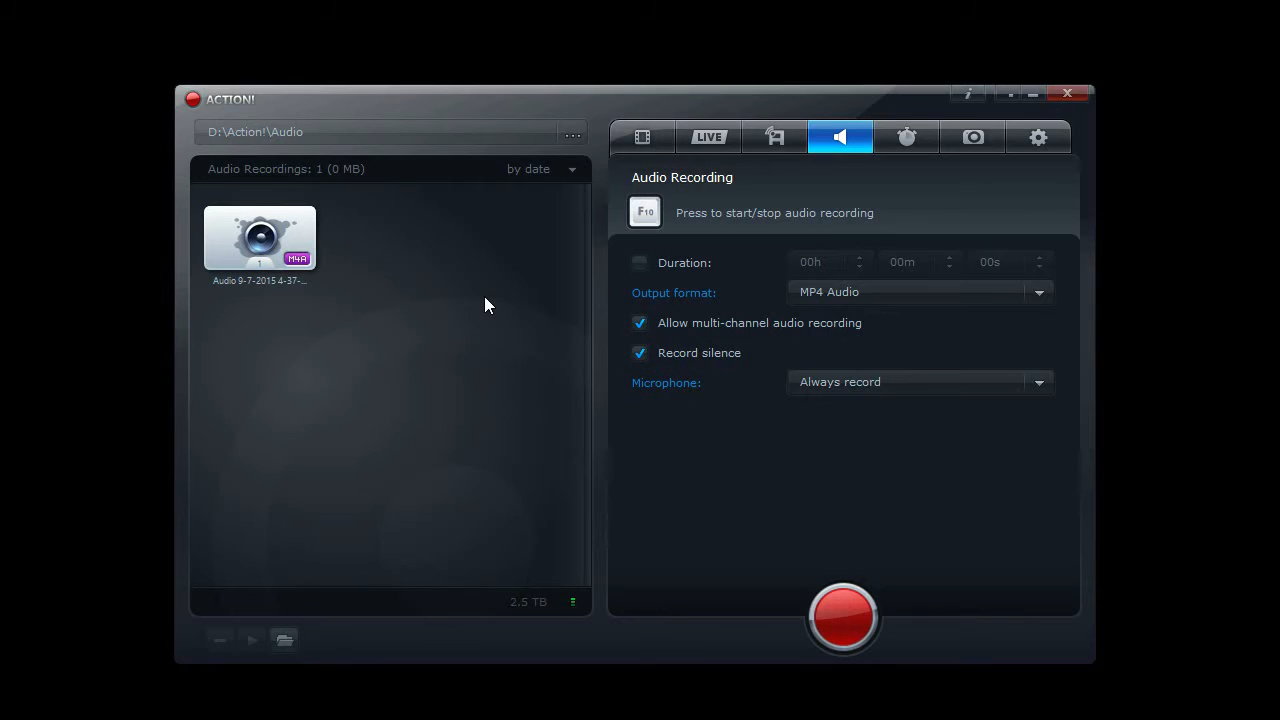 ACTION!
D:\Action!\Audio
...
LIVE
Audio Recordings: 1 (0 MB)
by date
M4A
1
Audio 9-7-2015 4-37-...
2.5 TB
Audio Recording
F10
Press to start/stop audio recording
Duration:
00h
00m
00s
Output format:
MP4 Audio
Allow multi-channel audio recording
Record silence
Microphone:
Always record